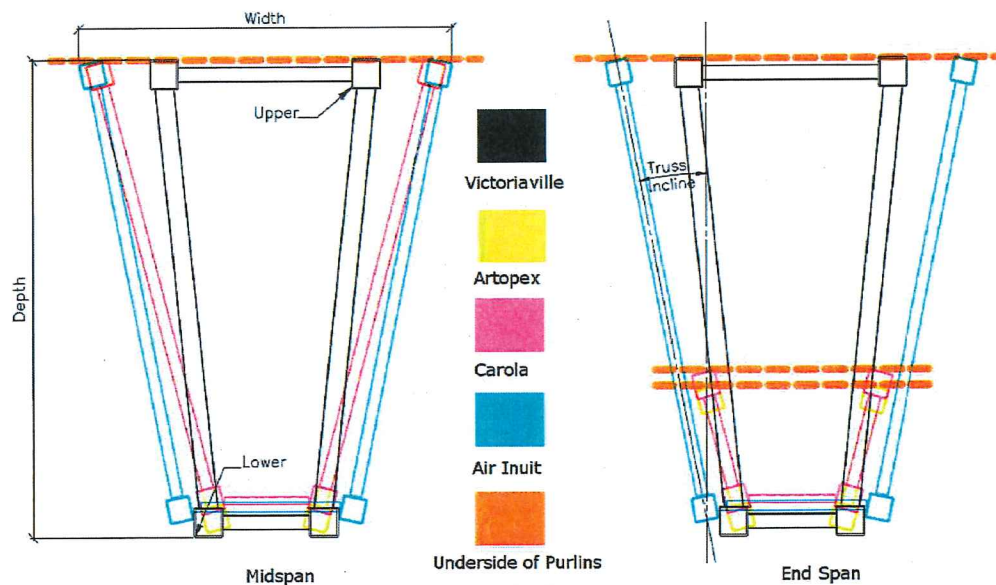 Width
Depth
Upper
Lower
Midspan
Victoriaville
Artopex
Carola
Air Inuit
Underside of Purlins
Truss
Incline
End Span